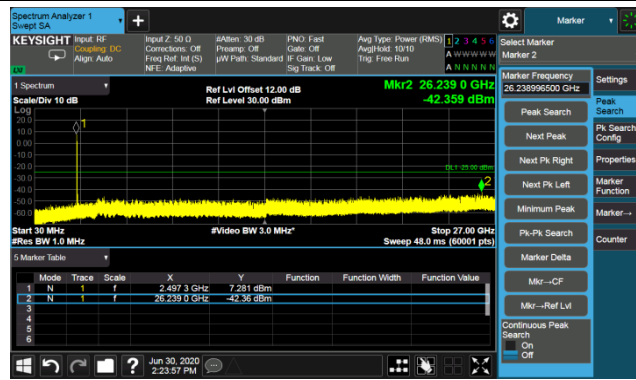 Spectrum Analyzer 1
Swept SA
Marker
KEYSIGHT
Input: RF
Coupling: DC
Align: Auto
Input Z: 50 Ω
Corrections: Off
Freq Ref: Int (S)
NFE: Adaptive
#Atten: 30 dB
Preamp: Off
µW Path: Standard
PNO: Fast
Gate: Off
IF Gain: Low
Sig Track: Off
Avg Type: Power (RMS)
Avg|Hold: 10/10
Trig: Free Run
1 2 3 4 5 6
A W W W W W
A N N N N N
LXI
1 Spectrum
Scale/Div 10 dB
Ref Lvl Offset 12.00 dB
Ref Level 30.00 dBm
Mkr2 26.239 0 GHz
-42.359 dBm
Log
20.0
10.0
0.00
-10.0
-20.0
-30.0
-40.0
-50.0
-60.0
1
DL1 -25.00 dBm
2
Start 30 MHz
#Res BW 1.0 MHz
#Video BW 3.0 MHz*
Stop 27.00 GHz
Sweep 48.0 ms (60001 pts)
5 Marker Table
Mode Trace Scale X Y Function Function Width Function Value
1 N 1 f 2.497 3 GHz 7.281 dBm
2 N 1 f 26.239 0 GHz -42.36 dBm
3
4
5
6
Select Marker
Marker 2
Marker Frequency
26.238996500 GHz
Peak Search
Next Peak
Next Pk Right
Next Pk Left
Minimum Peak
Pk-Pk Search
Marker Delta
Mkr→CF
Mkr→Ref Lvl
Continuous Peak
Search
On
Off
Settings
Peak
Search
Pk Search
Config
Properties
Marker
Function
Marker→
Counter
?
Jun 30, 2020
2:23:57 PM